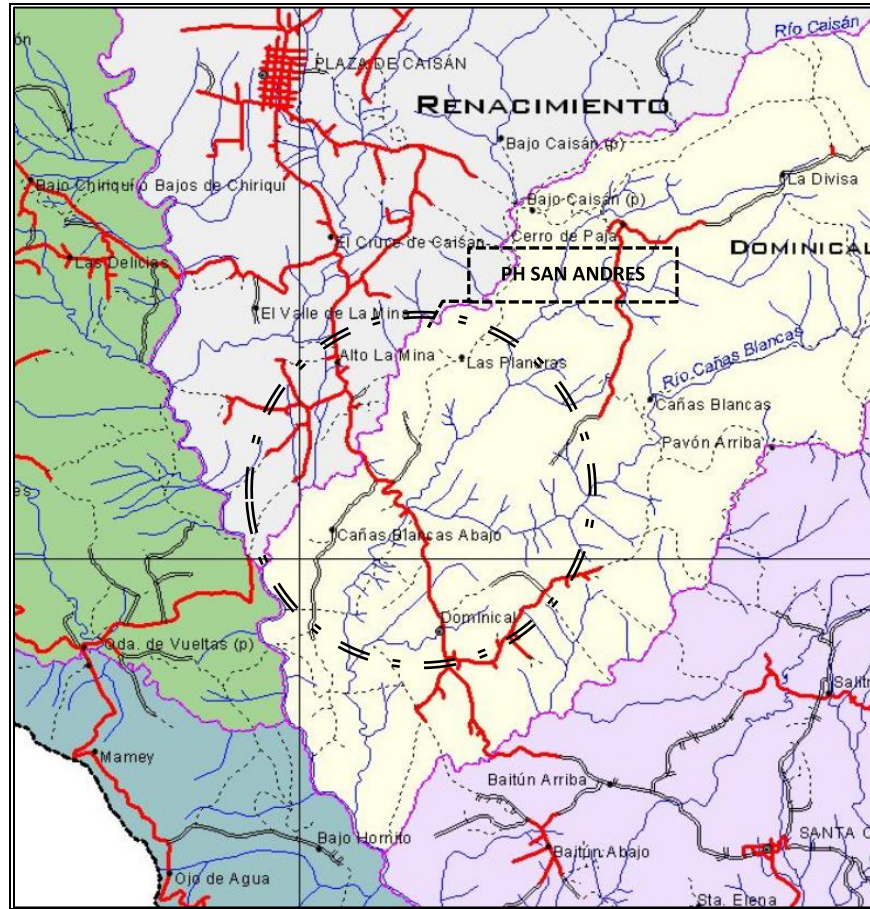 Río Caisán
PLAZA DE CAISÁN
RENACIMIENTO
Bajo Caisán (p)
La Divisa
Bajo Chiriquí o Bajos de Chiriquí
Bajo Caisán (p)
Cerro de Paja
El Cruce de Caisán
DOMINICAL
Las Delicias
PH SAN ANDRES
El Valle de La Mina
Alto La Mina
Las Planeras
Río Cañas Blancas
Cañas Blancas
Pavón Arriba
Cañas Blancas Abajo
Dominical
Qda. de Vueltas (p)
Mamey
Baitún Arriba
Bajo Hornito
Baitún Abajo
Ojo de Agua
Sta. Elena